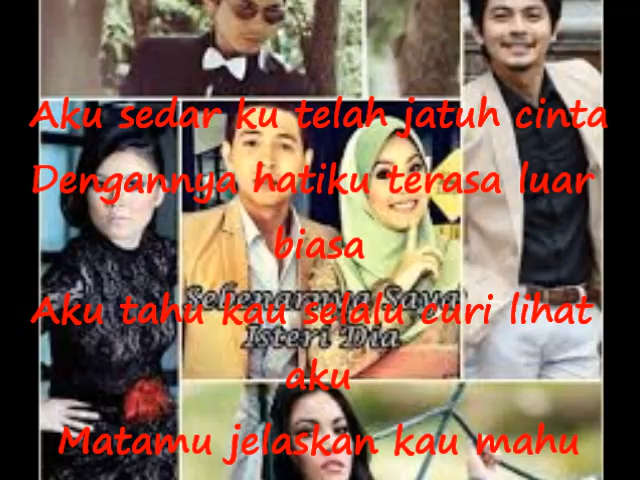 Aku sedar ku telah jatuh cinta
Dengannya hatiku terasa luar
biasa
Sebenarnya Saya
Aku tahu kau selalu curi lihat
Isteri Dia
aku
Matamu jelaskan kau mahu